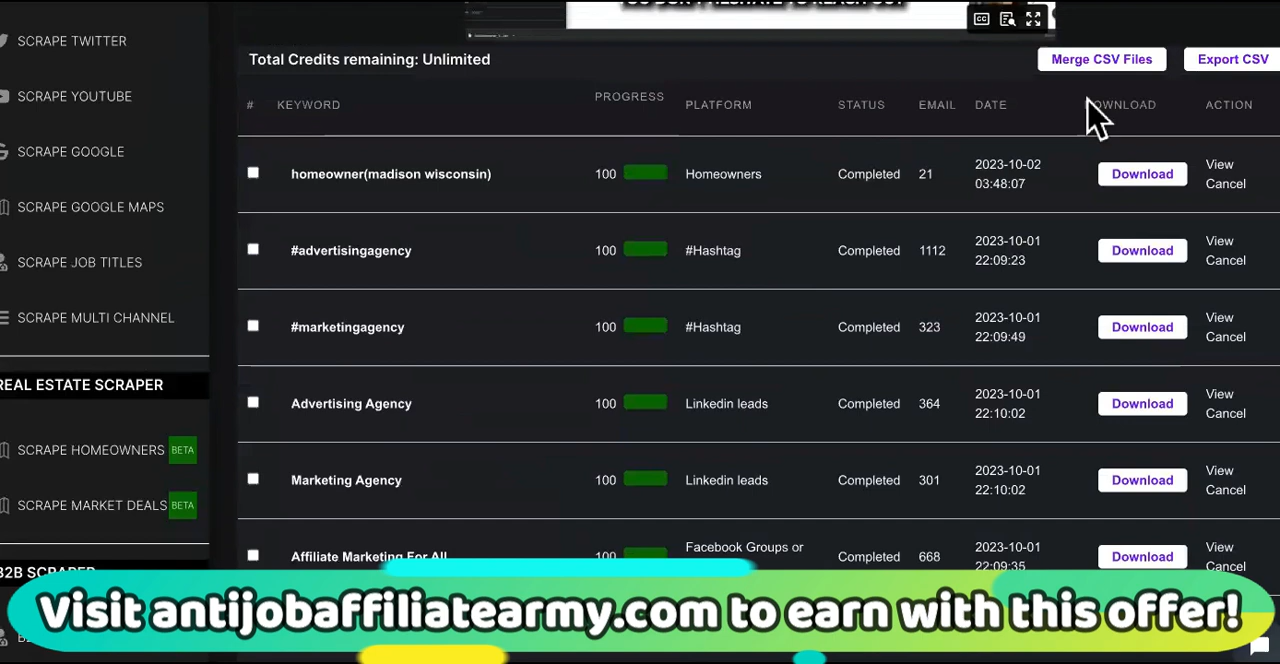 SCRAPE TWITTER
SCRAPE YOUTUBE
SCRAPE GOOGLE
SCRAPE GOOGLE MAPS
SCRAPE JOB TITLES
SCRAPE MULTI CHANNEL
REAL ESTATE SCRAPER
SCRAPE HOMEOWNERS BETA
SCRAPE MARKET DEALS BETA
B2B SCRAPER
CC
Total Credits remaining: Unlimited Merge CSV Files Export CSV
# KEYWORD PROGRESS PLATFORM STATUS EMAIL DATE DOWNLOAD ACTION
homeowner(madison wisconsin) 100 Homeowners Completed 21 2023-10-02 03:48:07 Download View Cancel
#advertisingagency 100 #Hashtag Completed 1112 2023-10-01 22:09:23 Download View Cancel
#marketingagency 100 #Hashtag Completed 323 2023-10-01 22:09:49 Download View Cancel
Advertising Agency 100 Linkedin leads Completed 364 2023-10-01 22:10:02 Download View Cancel
Marketing Agency 100 Linkedin leads Completed 301 2023-10-01 22:10:02 Download View Cancel
Affiliate Marketing For All 100 Facebook Groups or Completed 668 2023-10-01 22:09:35 Download View Cancel
Visit antijobaffiliatearmy.com to earn with this offer!